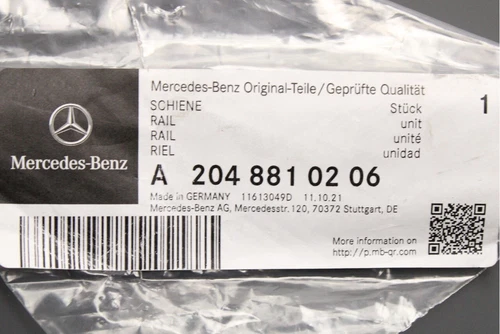 Mercedes-Benz
Mercedes-Benz Original-Teile/Geprüfte Qualität
SCHIENE Stück 1
RAIL unit
RAIL unité
RIEL unidad
A 204 881 02 06
Made in GERMANY 11613049D 11.10.21
Mercedes-Benz AG, Mercedesstr.120, 70372 Stuttgart, DE
More information on
http://p.mb-qr.com